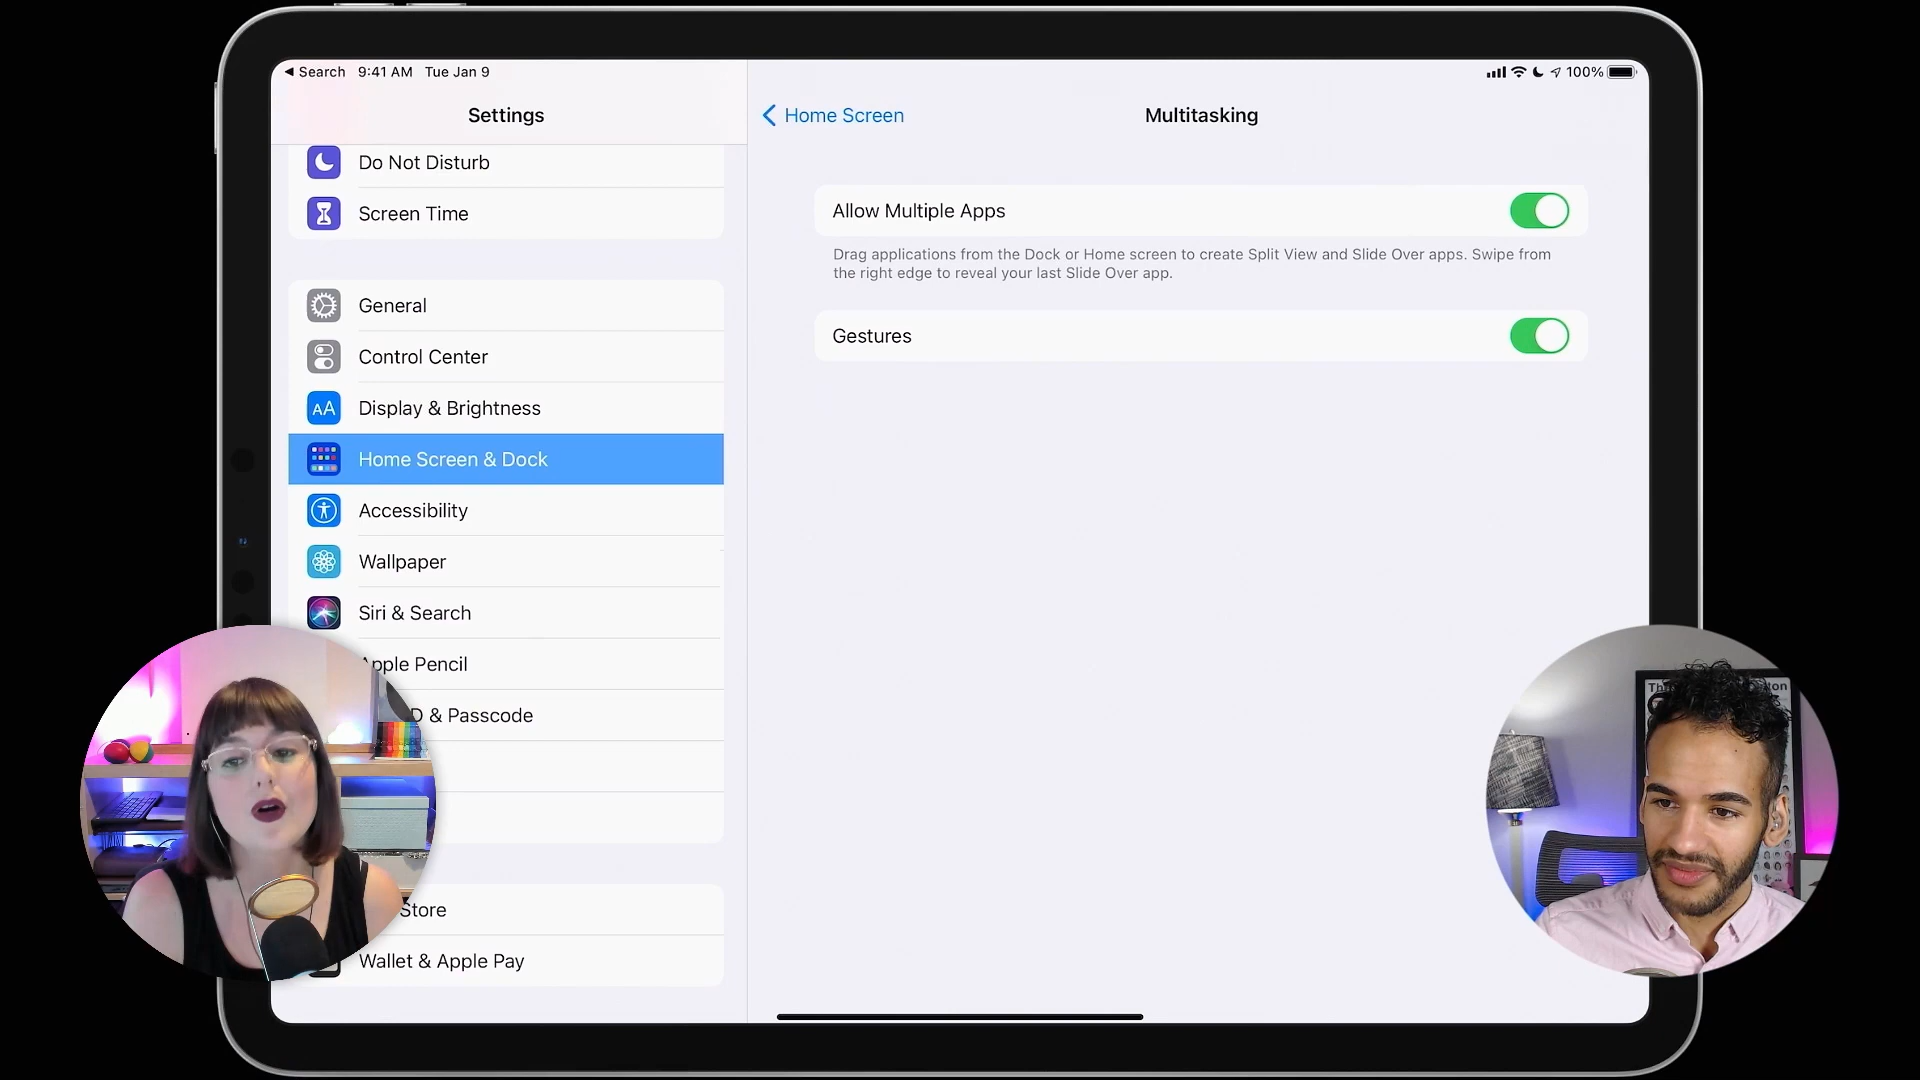 ◀ Search 9:41 AM Tue Jan 9
100%
Settings
Do Not Disturb
Screen Time
General
Control Center
AA Display & Brightness
Home Screen & Dock
Accessibility
Wallpaper
Siri & Search
Apple Pencil
D & Passcode
Store
Wallet & Apple Pay
Home Screen
Multitasking
Allow Multiple Apps
Drag applications from the Dock or Home screen to create Split View and Slide Over apps. Swipe from
the right edge to reveal your last Slide Over app.
Gestures